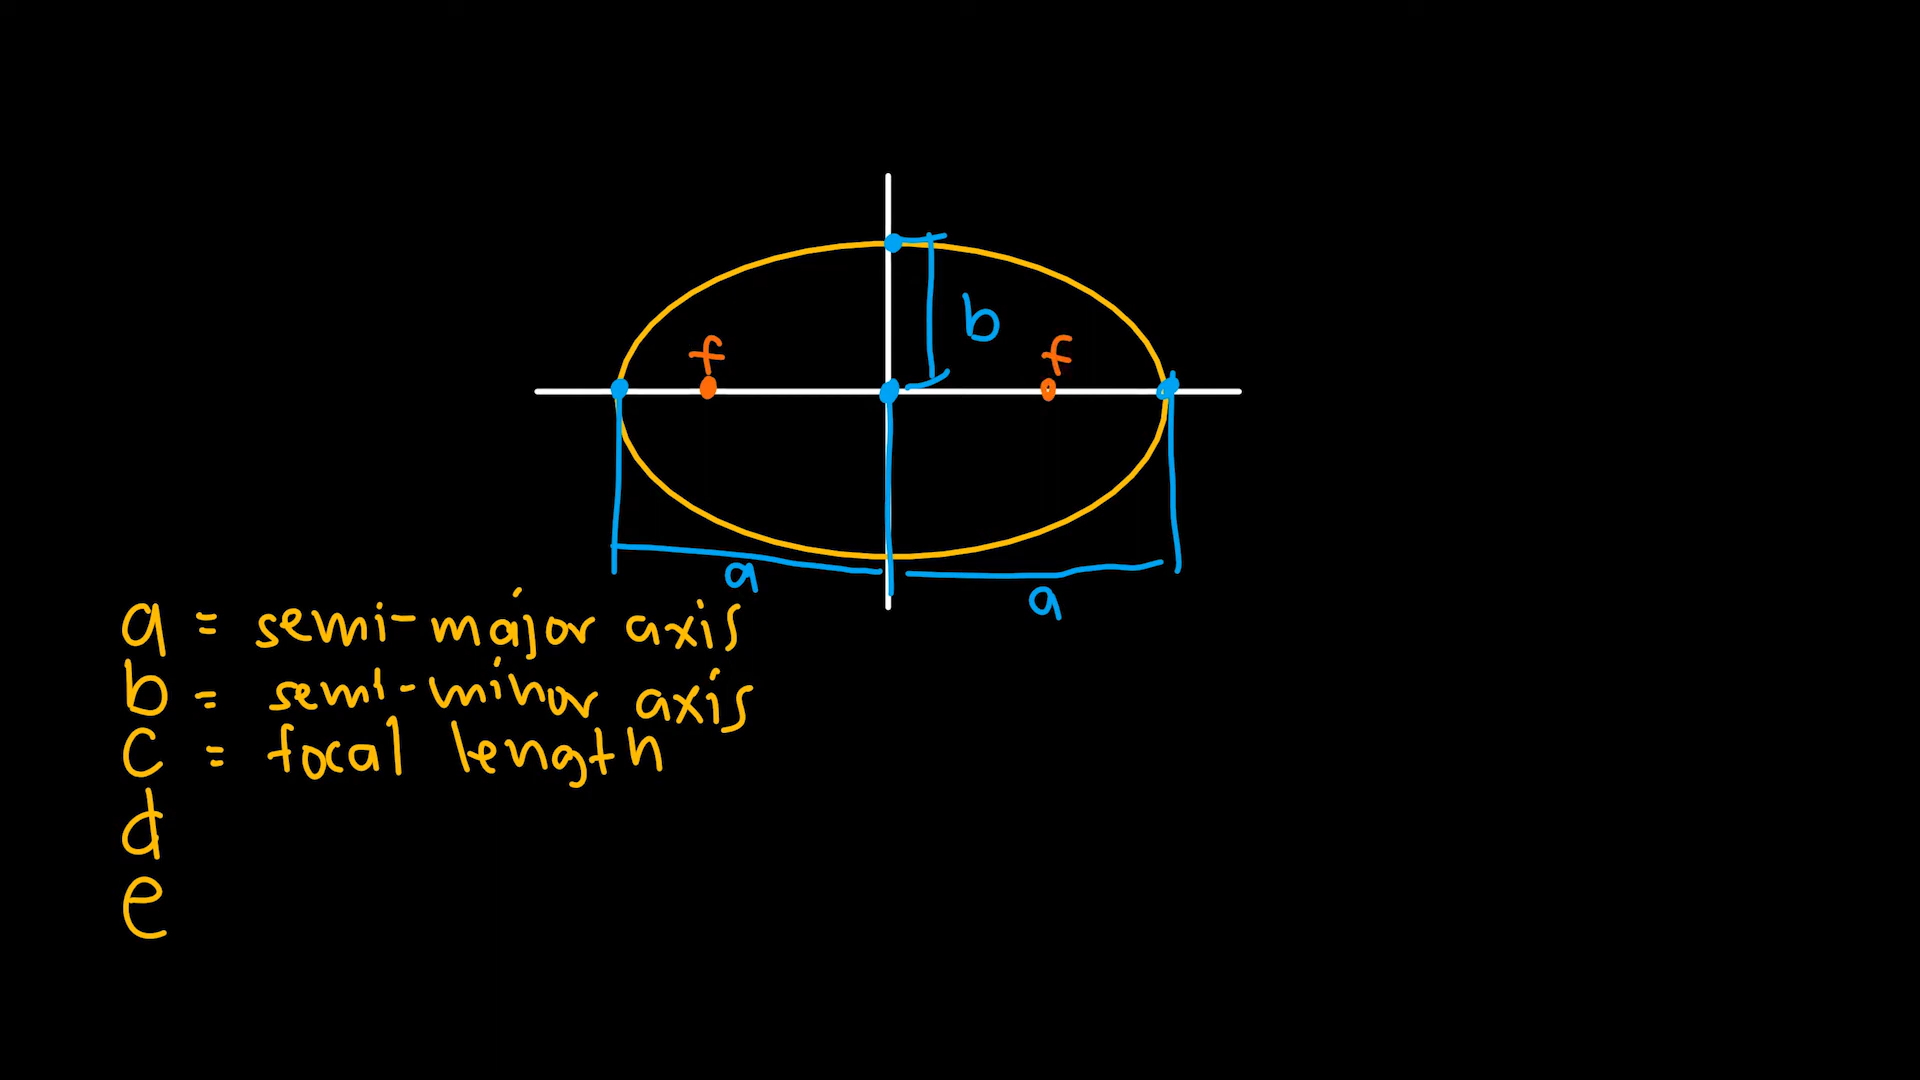 b
f
f
a
a
a = semi-major axis
b = semi-minor axis
c = focal length
d
e